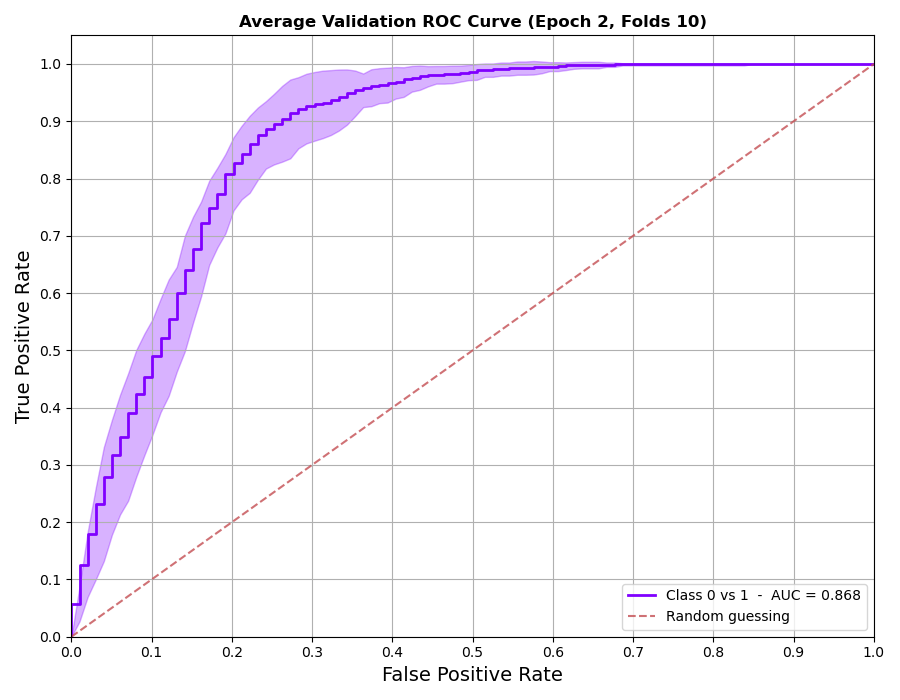 Average Validation ROC Curve (Epoch 2, Folds 10)
True Positive Rate
1.0
0.9
0.8
0.7
0.6
0.5
0.4
0.3
0.2
0.1
0.0
0.0 0.1 0.2 0.3 0.4 0.5 0.6 0.7 0.8 0.9 1.0
False Positive Rate
Class 0 vs 1 - AUC = 0.868
Random guessing